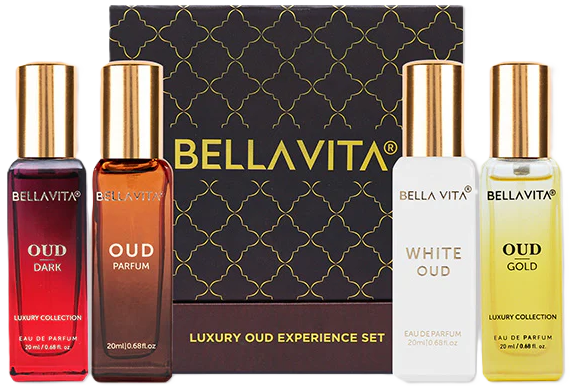 BELLAVITA®
LUXURY OUD EXPERIENCE SET
BELLAVITA®
OUD
DARK
LUXURY COLLECTION
EAU DE PARFUM
20 ml / 0.68 fl. oz.
BELLAVITA®
OUD
PARFUM
20ml|0.68fl.oz.
BELLA VITA®
WHITE
OUD
EAU DE PARFUM
20ml|0.68fl.oz.
BELLAVITA®
OUD
GOLD
LUXURY COLLECTION
EAU DE PARFUM
20 ml / 0.68 fl. oz.